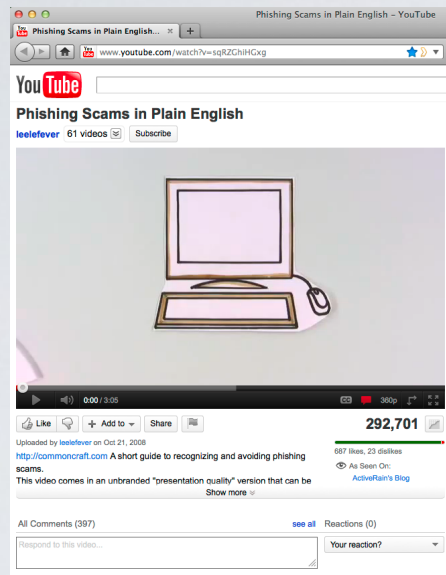 Phishing Scams in Plain English – YouTube
Phishing Scams in Plain English...
www.youtube.com/watch?v=sqRZGhiHGxg
YouTube
Phishing Scams in Plain English
leelefever 61 videos Subscribe
0:00 / 3:05 CC 360p
Like Add to Share 292,701
Uploaded by leelefever on Oct 21, 2008
687 likes, 23 dislikes
http://commoncraft.com A short guide to recognizing and avoiding phishing
scams.
As Seen On:
This video comes in an unbranded "presentation quality" version that can be
ActiveRain's Blog
Show more
All Comments (397) see all Reactions (0)
Respond to this video...
Your reaction?